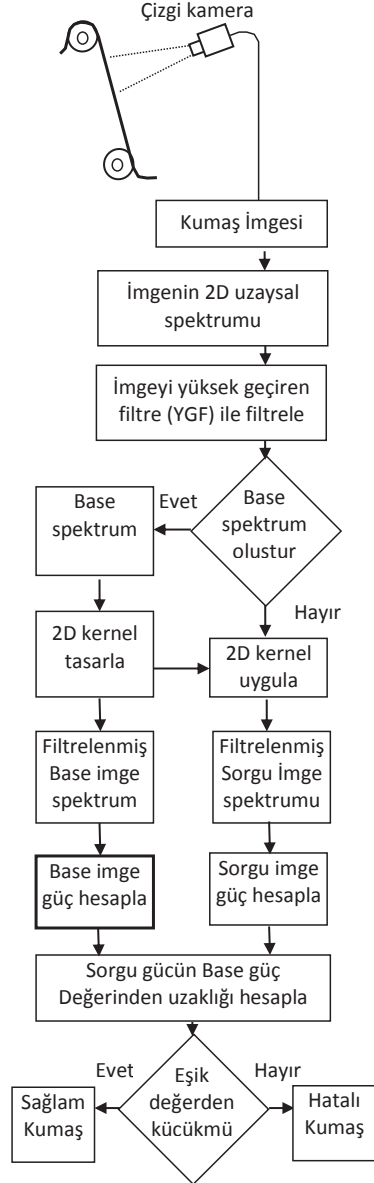 Çizgi kamera
Kumaş İmgesi
İmgenin 2D uzaysal
spektrumu
İmgeyi yüksek geçiren
filtre (YGF) ile filtrele
Base
spektrum
olustur
Evet
Hayır
Base
spektrum
2D kernel
tasarla
2D kernel
uygula
Filtrelenmiş
Base imge
spektrum
Filtrelenmiş
Sorgu İmge
spektrumu
Base imge
güç hesapla
Sorgu imge
güç hesapla
Sorgu gücün Base güç
Değerinden uzaklığı hesapla
Eşik
değerden
kücükmü
Evet
Hayır
Sağlam
Kumaş
Hatalı
Kumaş